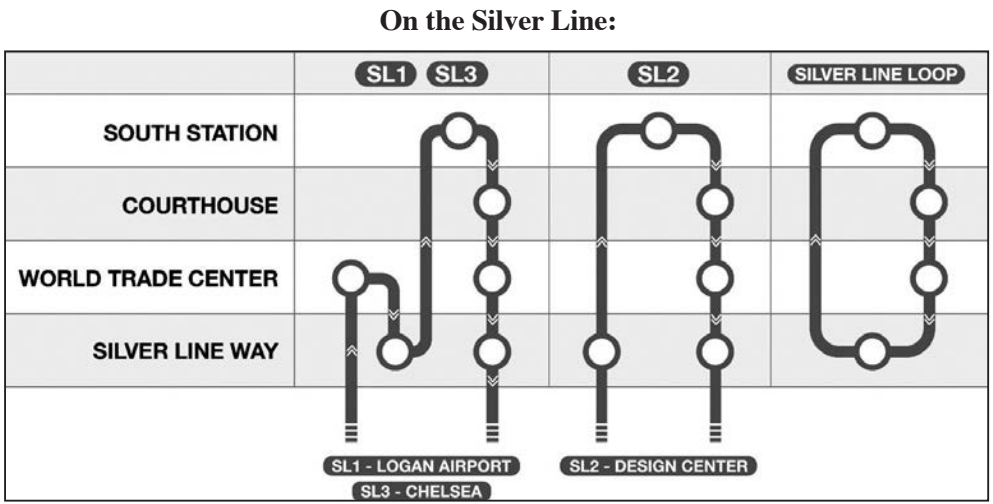 On the Silver Line:
SL1 SL3 SL2 SILVER LINE LOOP
SOUTH STATION
COURTHOUSE
WORLD TRADE CENTER
SILVER LINE WAY
SL1 - LOGAN AIRPORT SL2 - DESIGN CENTER
SL3 - CHELSEA